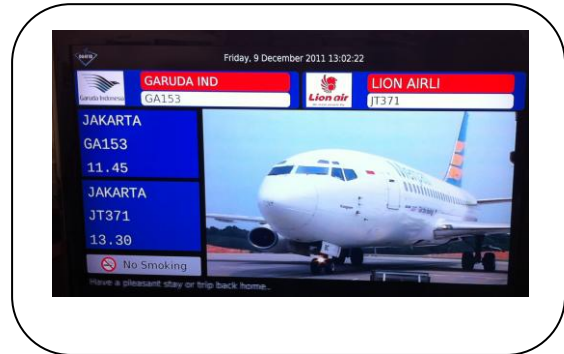 Friday, 9 December 2011 13:02:22
GARUDA IND
GA153
Garuda Indonesia
LION AIRLI
JT371
Lion air
JAKARTA
GA153
11.45
JAKARTA
JT371
13.30
No Smoking
Have a pleasant stay or trip back home..